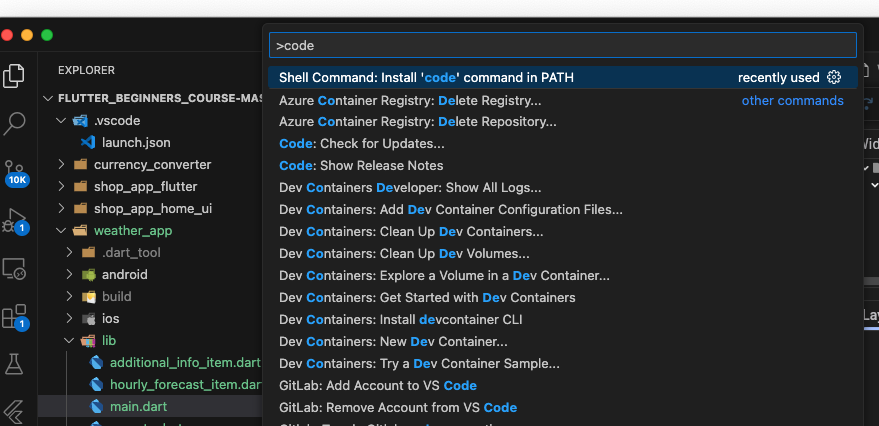 >code
Shell Command: Install 'code' command in PATH
recently used
Azure Container Registry: Delete Registry...
other commands
Azure Container Registry: Delete Repository...
Code: Check for Updates...
Code: Show Release Notes
Dev Containers Developer: Show All Logs...
Dev Containers: Add Dev Container Configuration Files...
Dev Containers: Clean Up Dev Containers...
Dev Containers: Clean Up Dev Volumes...
Dev Containers: Explore a Volume in a Dev Container...
Dev Containers: Get Started with Dev Containers
Dev Containers: Install devcontainer CLI
Dev Containers: New Dev Container...
Dev Containers: Try a Dev Container Sample...
GitLab: Add Account to VS Code
GitLab: Remove Account from VS Code
EXPLORER
FLUTTER_BEGINNERS_COURSE-MAS
.vscode
launch.json
currency_converter
shop_app_flutter
shop_app_home_ui
weather_app
.dart_tool
android
build
ios
lib
additional_info_item.dart
hourly_forecast_item.dar
main.dart
10K
1
1